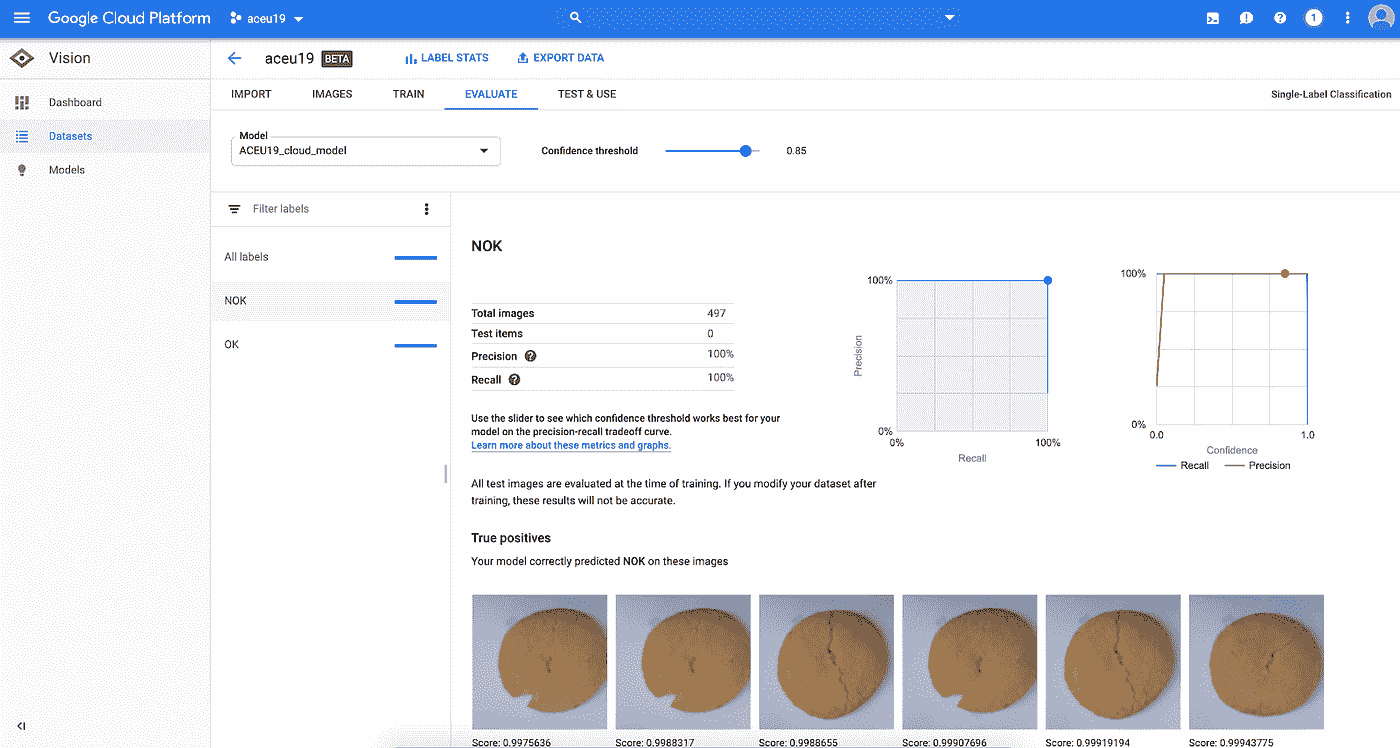 Google Cloud Platform aceu19 1
Vision
aceu19 BETA LABEL STATS EXPORT DATA
IMPORT IMAGES TRAIN EVALUATE TEST & USE Single-Label Classification
Dashboard
Datasets
Models
Model
ACEU19_cloud_model
Confidence threshold 0.85
Filter labels
All labels
NOK
OK
NOK
Total images 497
Test items 0
Precision ? 100%
Recall ? 100%
Use the slider to see which confidence threshold works best for your
model on the precision-recall tradeoff curve.
Learn more about these metrics and graphs.
100%
Precision
0%
0% 100%
Recall
100%
0%
0.0 1.0
Confidence
Recall Precision
All test images are evaluated at the time of training. If you modify your dataset after
training, these results will not be accurate.
True positives
Your model correctly predicted NOK on these images
Score: 0.9975636 Score: 0.9988317 Score: 0.9988655 Score: 0.99907696 Score: 0.99919194 Score: 0.99943775